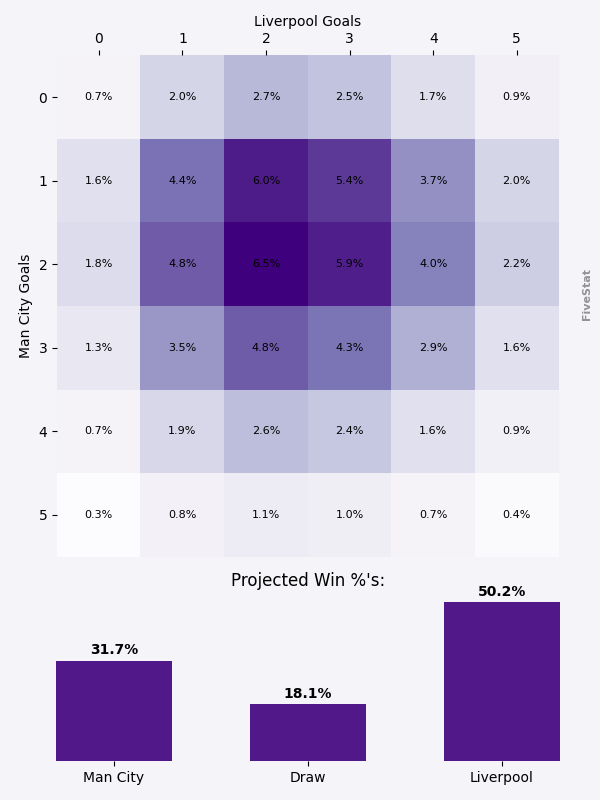 Liverpool Goals
0 1 2 3 4 5
0 0.7% 2.0% 2.7% 2.5% 1.7% 0.9%
1 1.6% 4.4% 6.0% 5.4% 3.7% 2.0%
2 1.8% 4.8% 6.5% 5.9% 4.0% 2.2%
3 1.3% 3.5% 4.8% 4.3% 2.9% 1.6%
4 0.7% 1.9% 2.6% 2.4% 1.6% 0.9%
5 0.3% 0.8% 1.1% 1.0% 0.7% 0.4%
Man City Goals
FiveStat
Projected Win %'s:
31.7% 18.1% 50.2%
Man City Draw Liverpool